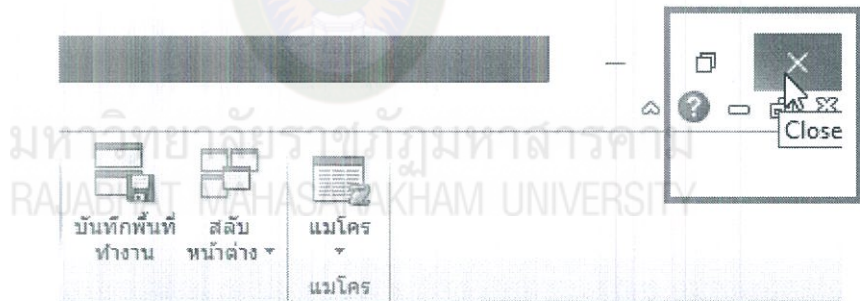 Close
มหาวิทยาลัยราชภัฏมหาสารคาม
RAJABHAT MAHASARAKHAM UNIVERSITY
บันทึกพื้นที่
ทำงาน
สลับ
หน้าต่าง
แมโคร
แมโคร